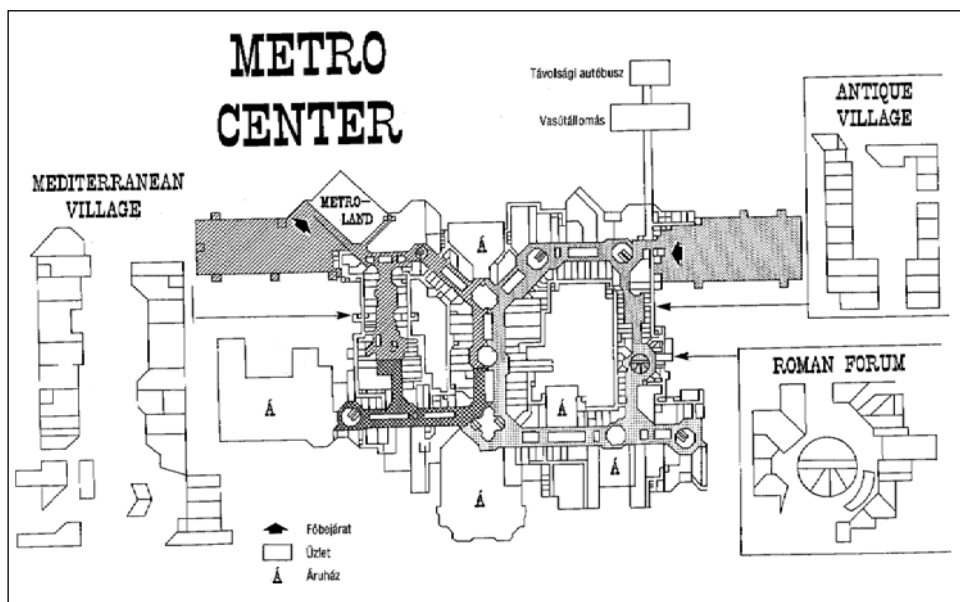 METRO
CENTER
Távolsági autóbusz
Vasútállomás
ANTIQUE
VILLAGE
MEDITERRANEAN
VILLAGE
METRO-
LAND
Á
Á
Á
Á
Á
ROMAN FORUM
Főbejárat
Üzlet
Á Áruház